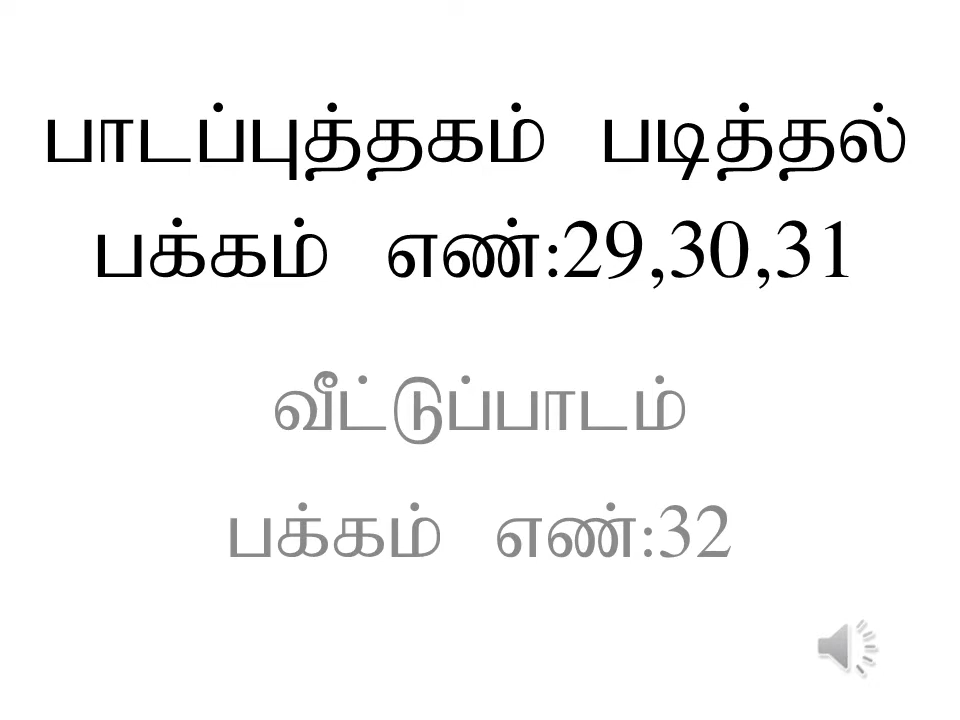 பாடப்புத்தகம் படித்தல்
பக்கம் எண்:29,30,31
வீட்டுப்பாடம்
பக்கம் எண்:32